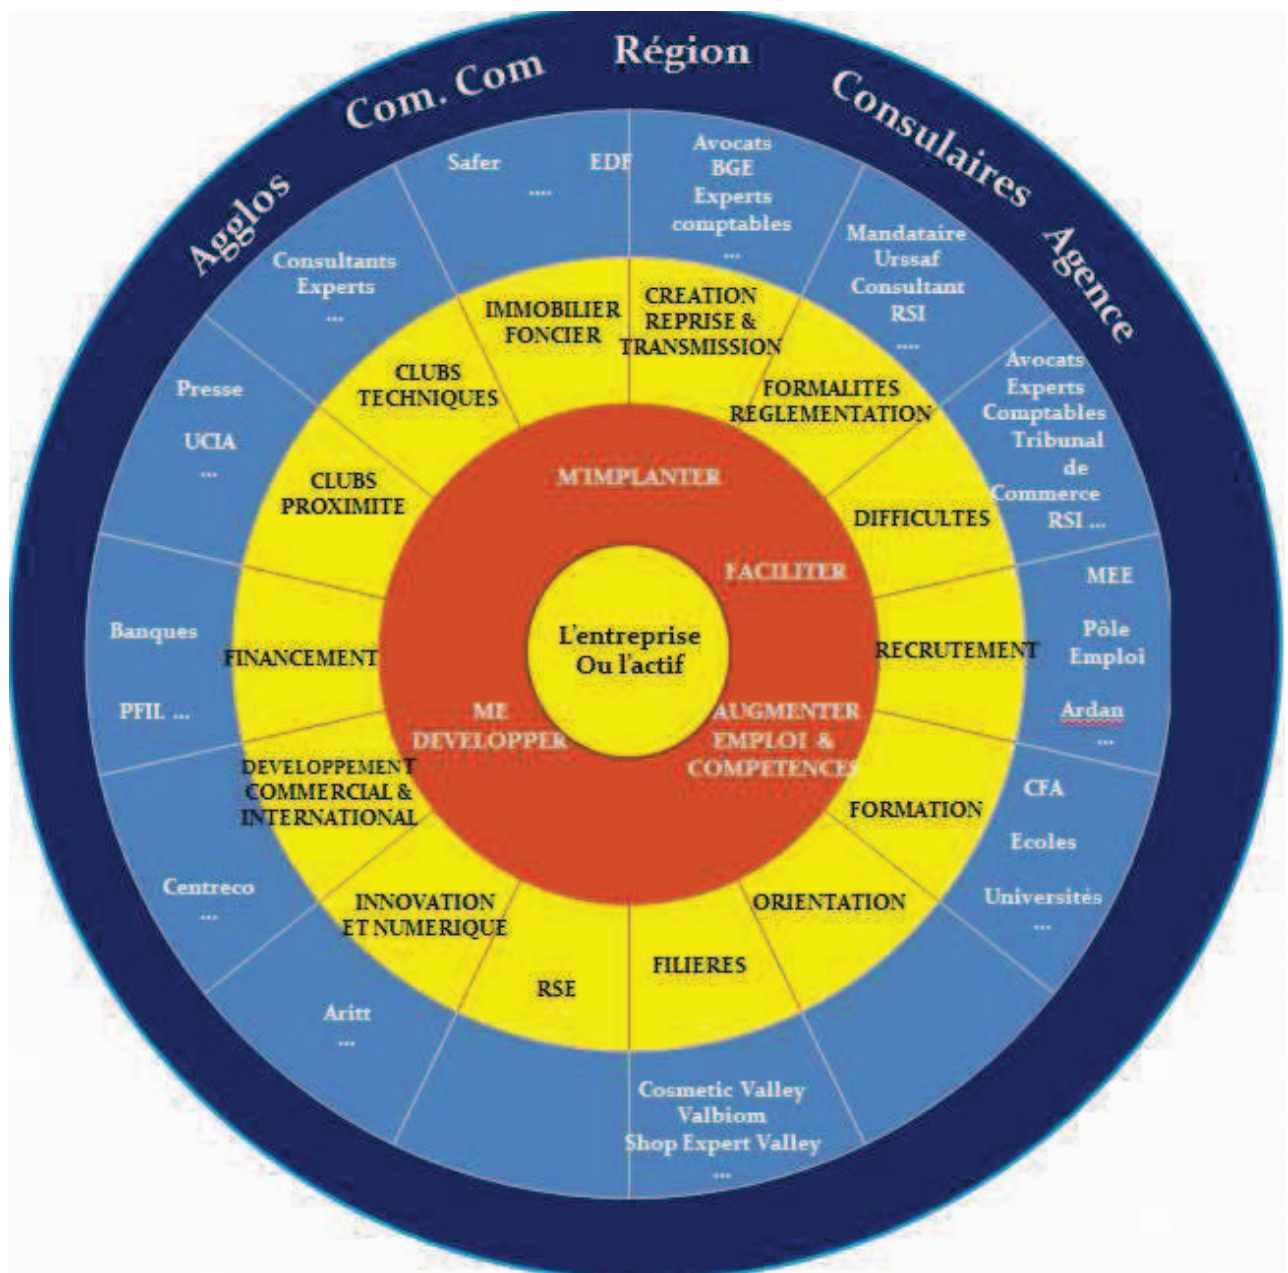 Région
Com. Com
Consulaires
Agglos
Agence
Safer
EDF
....
Avocats
BGE
Experts
comptables
...
Mandataire
Urssaf
Consultant
RSI
....
Avocats
Experts
Comptables
Tribunal
de
Commerce
RSI ...
MEE
Pôle
Emploi
Ardan
...
CFA
Ecoles
Universités
...
Cosmetic Valley
Valbiom
Shop Expert Valley
...
Aritt
...
Centreco
...
Banques
PFIL ...
Presse
UCIA
...
Consultants
Experts
...
IMMOBILIER
FONCIER
CREATION
REPRISE &
TRANSMISSION
FORMALITES
REGLEMENTATION
DIFFICULTES
RECRUTEMENT
FORMATION
ORIENTATION
FILIERES
RSE
INNOVATION
ET NUMERIQUE
DEVELOPPEMENT
COMMERCIAL &
INTERNATIONAL
FINANCEMENT
CLUBS
PROXIMITE
CLUBS
TECHNIQUES
M'IMPLANTER
FACILITER
AUGMENTER
EMPLOI &
COMPETENCES
ME
DEVELOPPER
L'entreprise
Ou l'actif